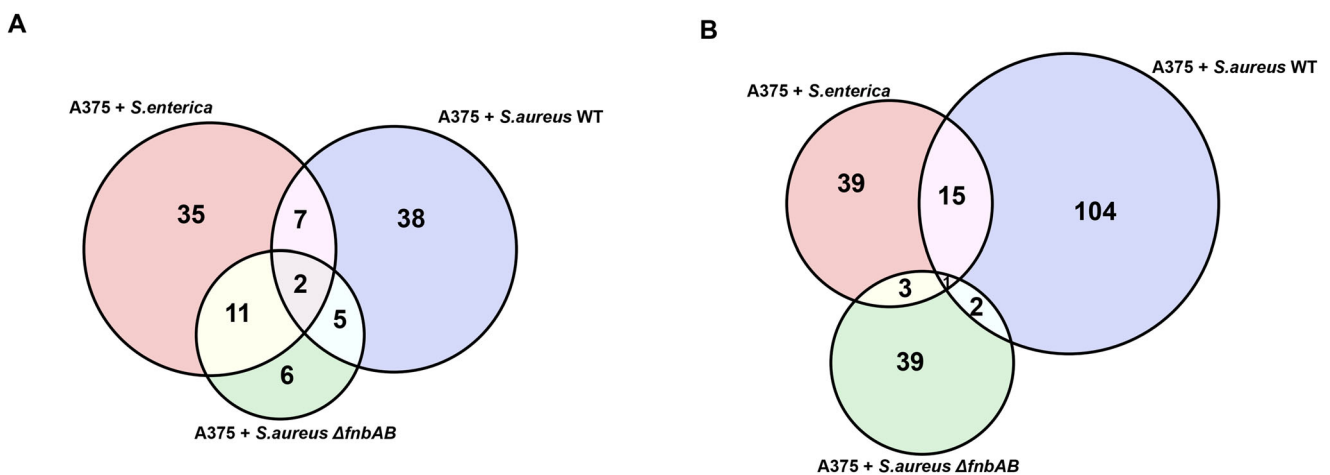 A
A375 + S.enterica
A375 + S.aureus WT
35
7
38
2
11
5
6
A375 + S.aureus ΔfnbAB
B
A375 + S.aureus WT
A375 + S.enterica
39
15
104
3
1
2
39
A375 + S.aureus ΔfnbAB